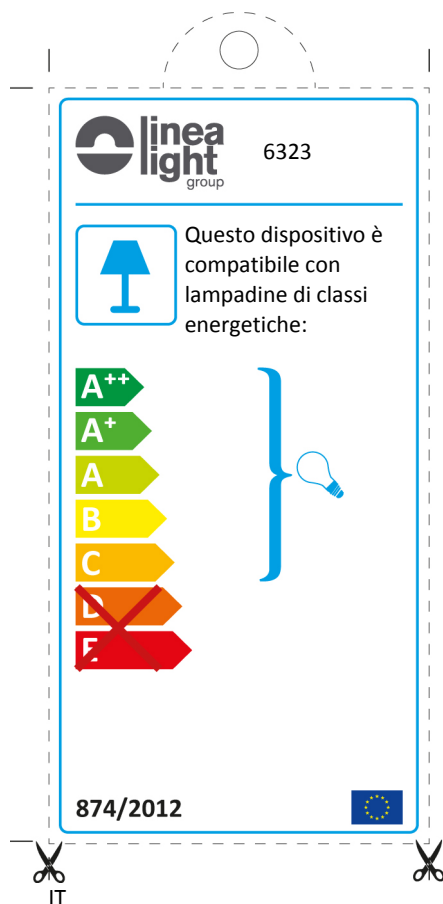 linea
light
group
6323
Questo dispositivo è
compatibile con
lampadine di classi
energetiche:
A++
A+
A
B
C
D
E
874/2012
IT